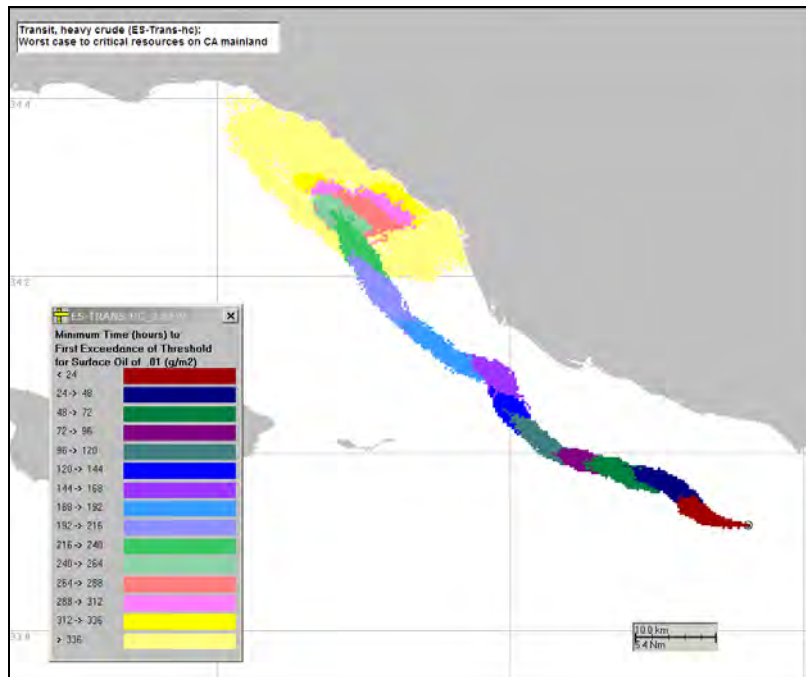 Transit, heavy crude (ES-Trans-hc):
Worst case to critical resources on CA mainland
34.4
34.2
Minimum Time (hours) to
First Exceedance of Threshold
for Surface Oil of .01 (g/m2)
< 24
24 -> 48
48 -> 72
72 -> 96
96 -> 120
120 -> 144
144 -> 168
168 -> 192
192 -> 216
216 -> 240
240 -> 264
264 -> 288
288 -> 312
312 -> 336
> 336
33.8
10.0 km
5.4 Nm